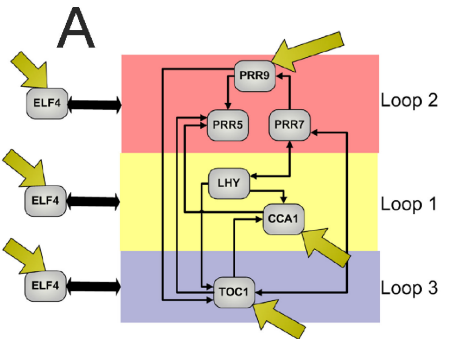 A
PRR9
ELF4
Loop 2
PRR5
PRR7
LHY
ELF4
Loop 1
CCA1
ELF4
TOC1
Loop 3